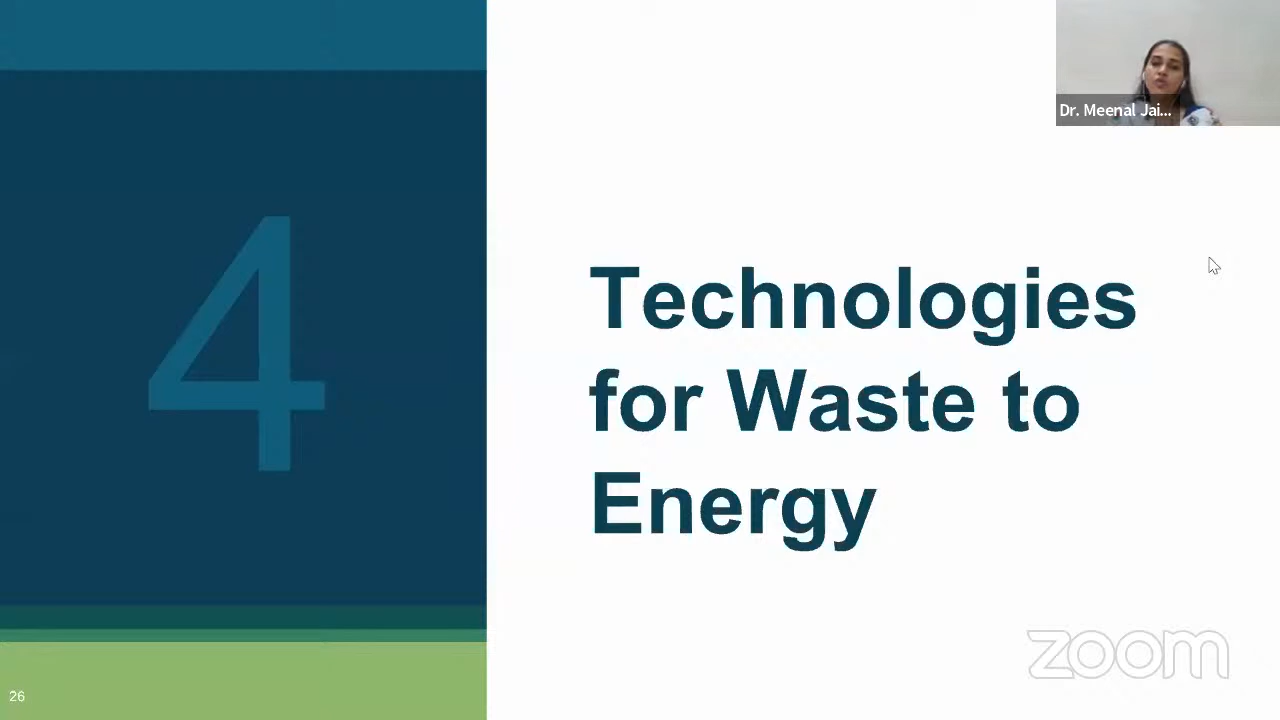 Dr. Meenal Jai...
4
Technologies
for Waste to
Energy
zoom
26